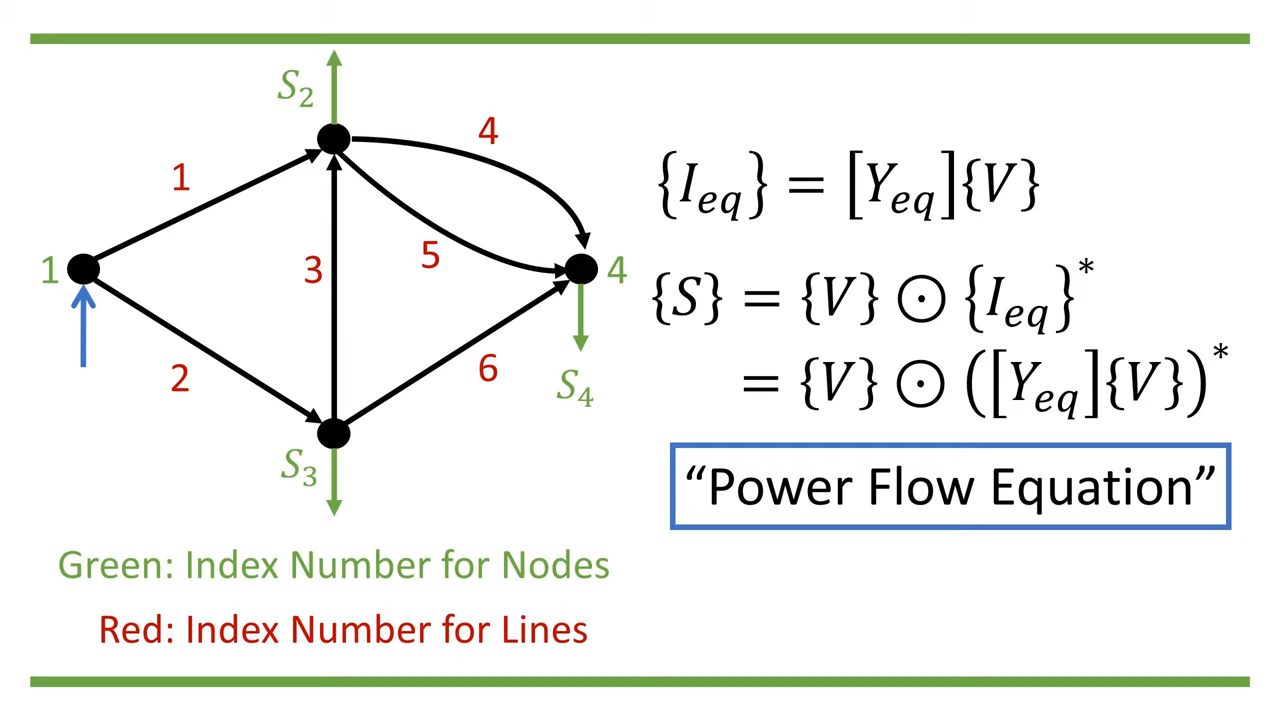 S₂
4
1
1
3
5
4
2
6
S₄
S₃
Green: Index Number for Nodes
Red: Index Number for Lines
{I_eq} = [Y_eq]{V}
{S} = {V} ⊙ {I_eq}*
= {V} ⊙ ([Y_eq]{V})*
“Power Flow Equation”